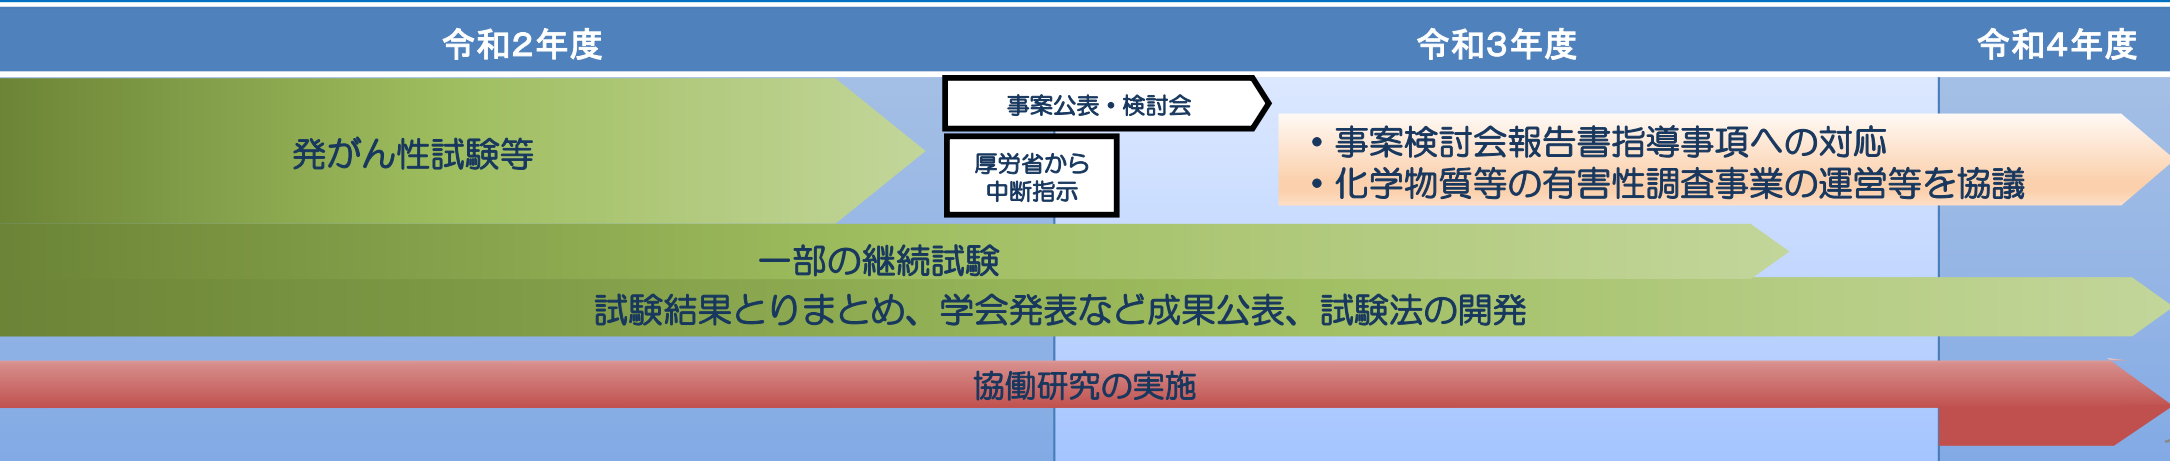 令和２年度
令和３年度
令和４年度
事案公表・検討会
発がん性試験等
厚労省から
中断指示
・事案検討会報告書指導事項への対応
・化学物質等の有害性調査事業の運営等を協議
一部の継続試験
試験結果とりまとめ、学会発表など成果公表、試験法の開発
協働研究の実施